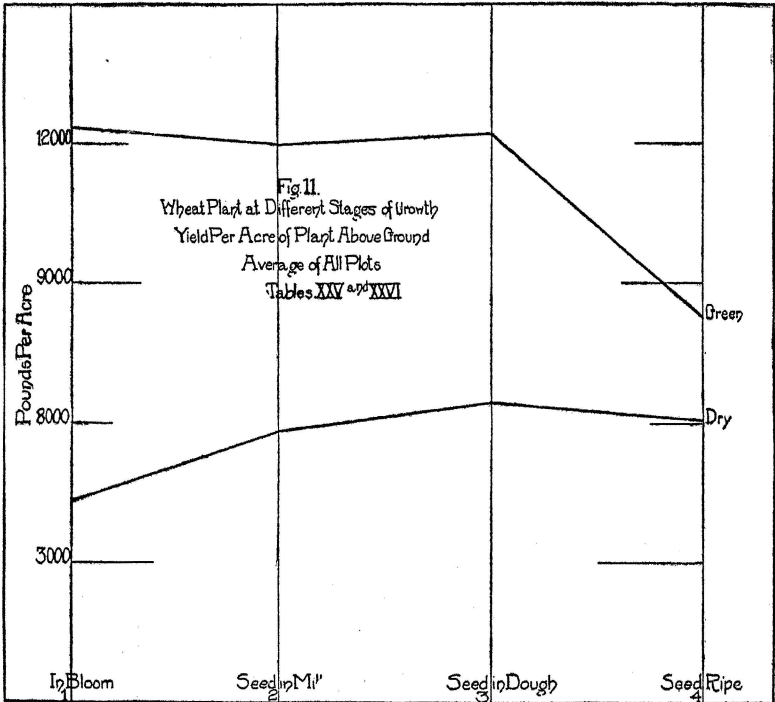 12000
Fig. 11.
Wheat Plant at Different Stages of Growth
Yield Per Acre of Plant Above Ground
Average of All Plots
Tables XXV and XXVI
9000
Green
Pounds Per Acre
8000
Dry
3000
In Bloom Seed in Mil" Seed in Dough Seed Ripe
1 2 3 4